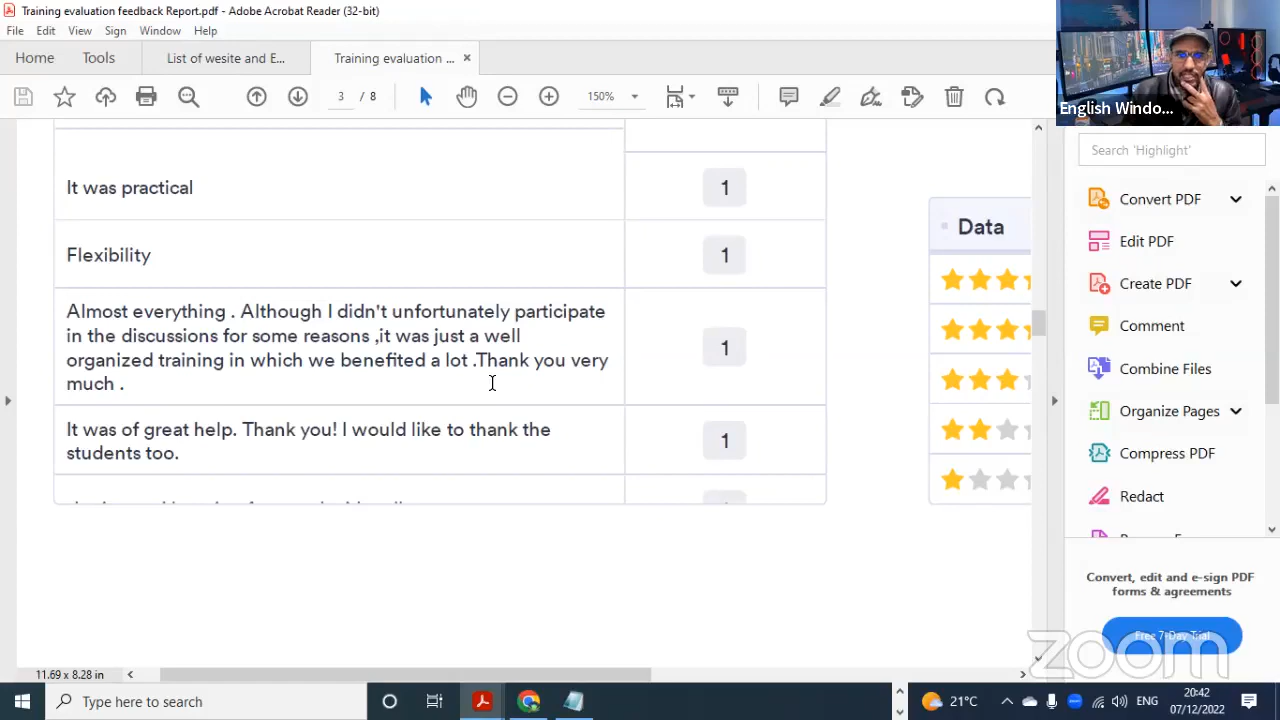 Training evaluation feedback Report.pdf - Adobe Acrobat Reader (32-bit)
File Edit View Sign Window Help
Home Tools List of wesite and E... Training evaluation ... ×
3 / 8 150%
English Windo...
Search 'Highlight'
It was practical 1
Flexibility 1
Almost everything . Although I didn't unfortunately participate
in the discussions for some reasons ,it was just a well
organized training in which we benefited a lot .Thank you very
much .
1
It was of great help. Thank you! I would like to thank the
students too.
1
Data
Convert PDF
Edit PDF
Create PDF
Comment
Combine Files
Organize Pages
Compress PDF
Redact
Convert, edit and e-sign PDF
forms & agreements
Free 7-Day Trial
zoom
11.69 x 8.28 in
Type here to search
21°C ENG 20:42
07/12/2022